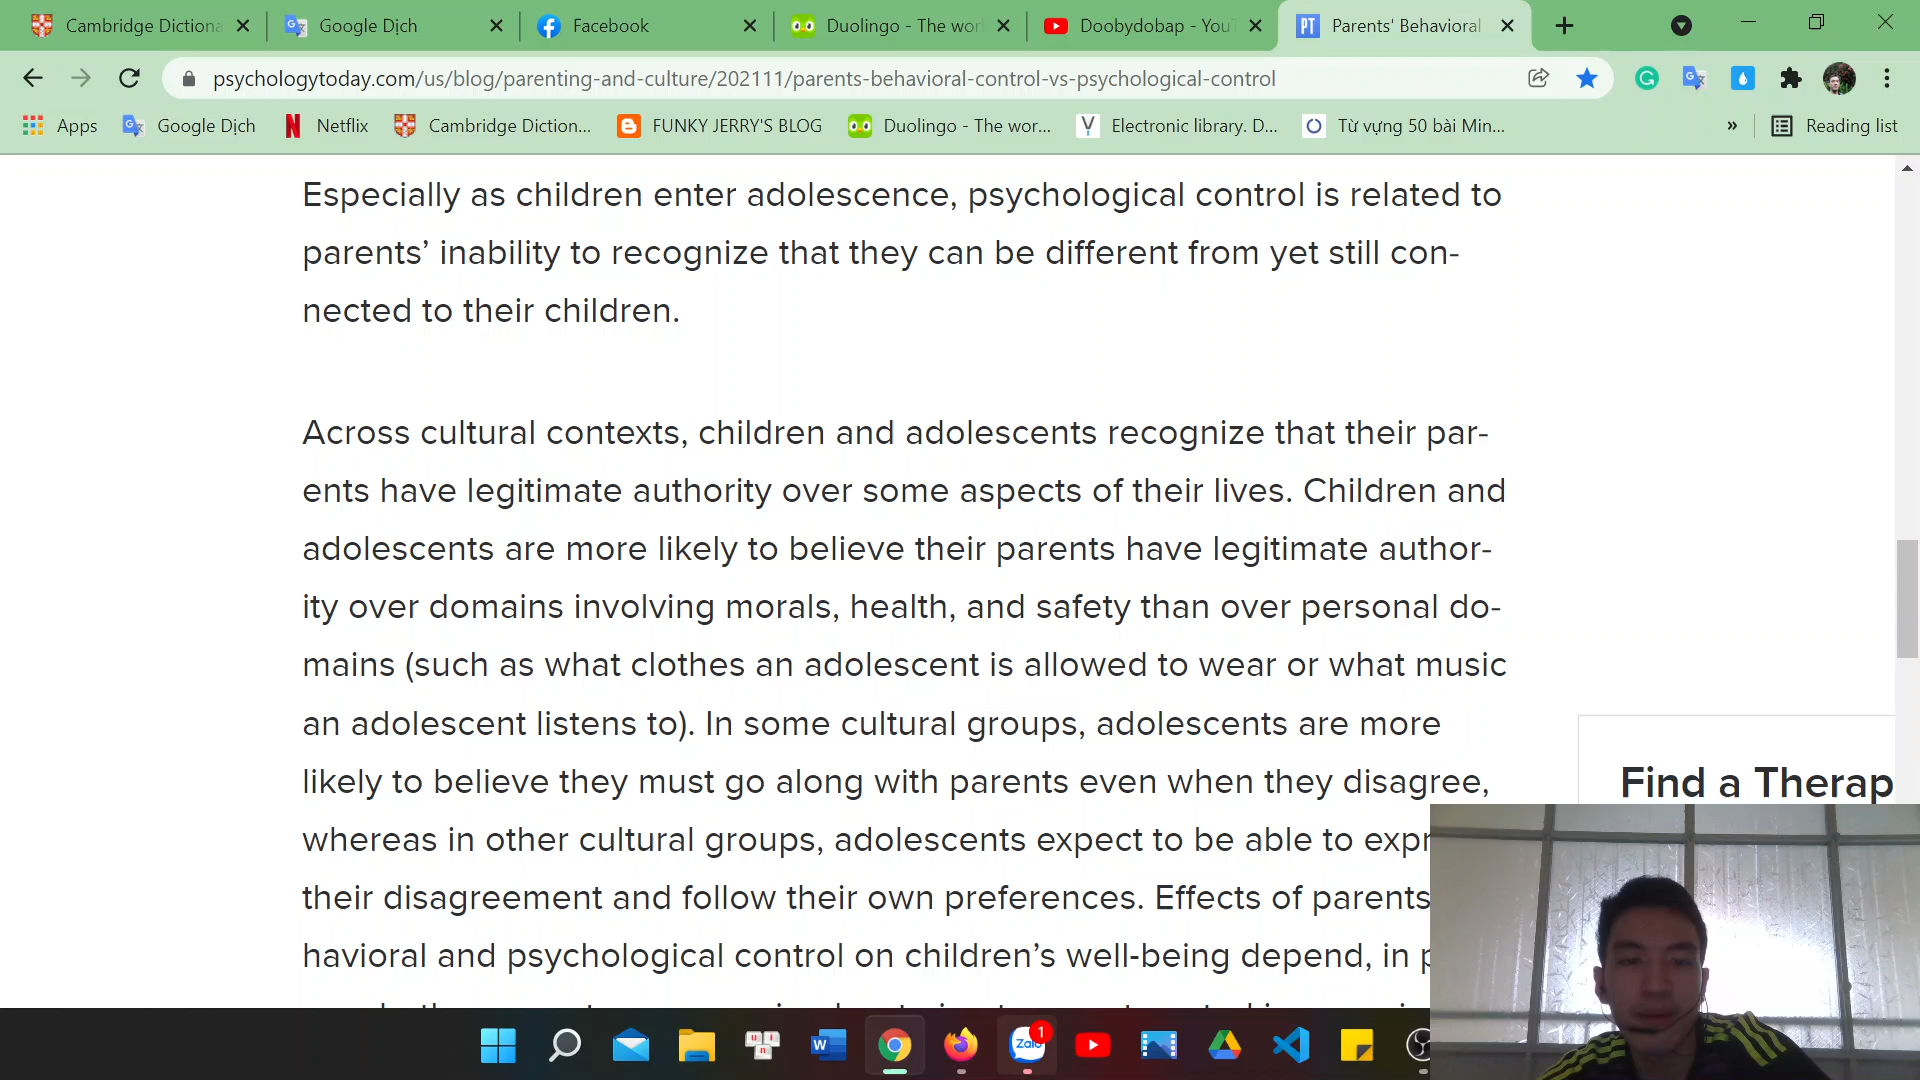 Cambridge Dictiona
Google Dịch
Facebook
Duolingo - The wor
Doobydobap - YouT
PT
Parents' Behavioral
psychologytoday.com/us/blog/parenting-and-culture/202111/parents-behavioral-control-vs-psychological-control
Apps
Google Dịch
Netflix
Cambridge Diction...
FUNKY JERRY'S BLOG
Duolingo - The wor...
Electronic library. D...
Từ vựng 50 bài Min...
»
Reading list
Especially as children enter adolescence, psychological control is related to
parents’ inability to recognize that they can be different from yet still con-
nected to their children.
Across cultural contexts, children and adolescents recognize that their par-
ents have legitimate authority over some aspects of their lives. Children and
adolescents are more likely to believe their parents have legitimate author-
ity over domains involving morals, health, and safety than over personal do-
mains (such as what clothes an adolescent is allowed to wear or what music
an adolescent listens to). In some cultural groups, adolescents are more
likely to believe they must go along with parents even when they disagree,
whereas in other cultural groups, adolescents expect to be able to expr
their disagreement and follow their own preferences. Effects of parents
havioral and psychological control on children’s well-being depend, in p
Find a Therap
Zalo
1